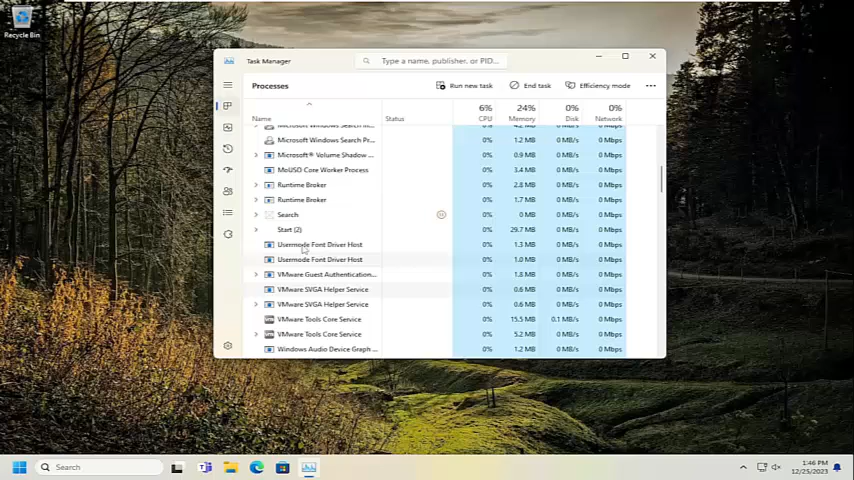 Recycle Bin
Task Manager
Type a name, publisher, or PID...
Processes
Run new task
End task
Efficiency mode
6% 24% 0% 0%
Name Status CPU Memory Disk Network
Microsoft Windows Search In... 0% 4.2 MB 0 MB/s 0 Mbps
Microsoft Windows Search Pr... 0% 1.2 MB 0 MB/s 0 Mbps
Microsoft® Volume Shadow ... 0% 0.9 MB 0 MB/s 0 Mbps
MoUSO Core Worker Process 0% 3.4 MB 0 MB/s 0 Mbps
Runtime Broker 0% 2.8 MB 0 MB/s 0 Mbps
Runtime Broker 0% 1.7 MB 0 MB/s 0 Mbps
Search 0% 0 MB 0 MB/s 0 Mbps
Start (2) 0% 29.7 MB 0 MB/s 0 Mbps
Usermode Font Driver Host 0% 1.3 MB 0 MB/s 0 Mbps
Usermode Font Driver Host 0% 1.0 MB 0 MB/s 0 Mbps
VMware Guest Authentication... 0% 1.8 MB 0 MB/s 0 Mbps
VMware SVGA Helper Service 0% 0.6 MB 0 MB/s 0 Mbps
VMware SVGA Helper Service 0% 0.6 MB 0 MB/s 0 Mbps
VMware Tools Core Service 0% 15.5 MB 0.1 MB/s 0 Mbps
VMware Tools Core Service 0% 5.2 MB 0 MB/s 0 Mbps
Windows Audio Device Graph ... 0% 1.2 MB 0 MB/s 0 Mbps
Search
1:46 PM
12/25/2023